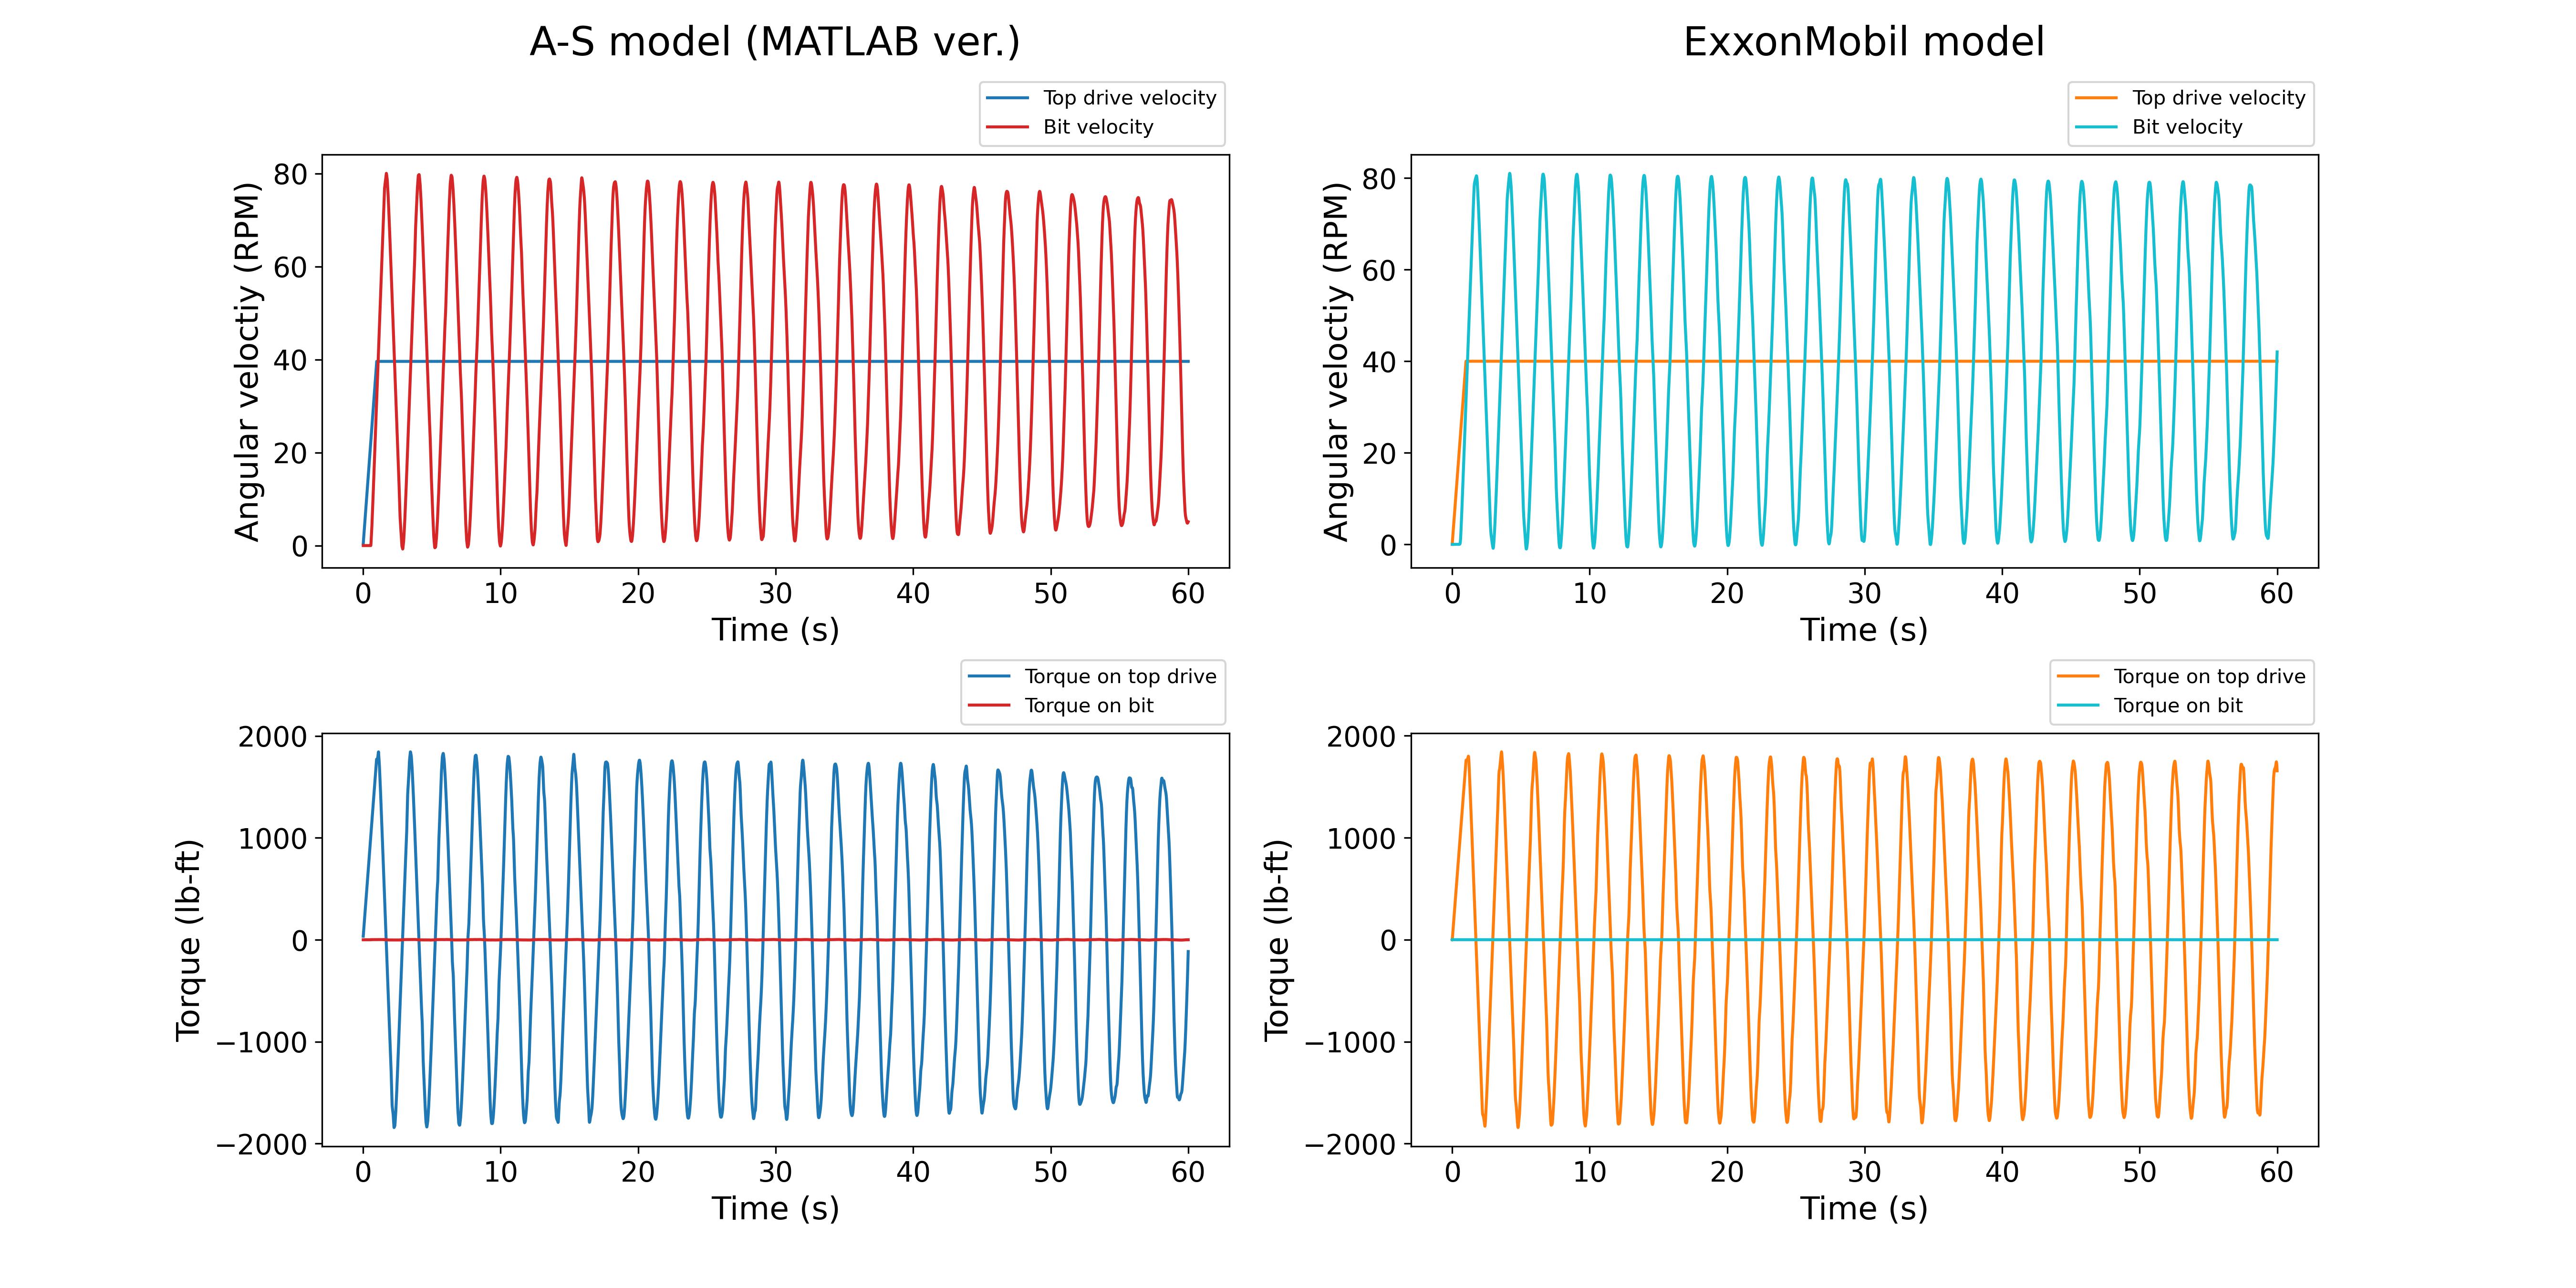 A-S model (MATLAB ver.)
Top drive velocity
Bit velocity
Angular veloctiy (RPM)
80
60
40
20
0
0 10 20 30 40 50 60
Time (s)
ExxonMobil model
Top drive velocity
Bit velocity
Angular veloctiy (RPM)
80
60
40
20
0
0 10 20 30 40 50 60
Time (s)
Torque on top drive
Torque on bit
Torque (lb-ft)
2000
1000
0
−1000
−2000
0 10 20 30 40 50 60
Time (s)
Torque on top drive
Torque on bit
Torque (lb-ft)
2000
1000
0
−1000
−2000
0 10 20 30 40 50 60
Time (s)